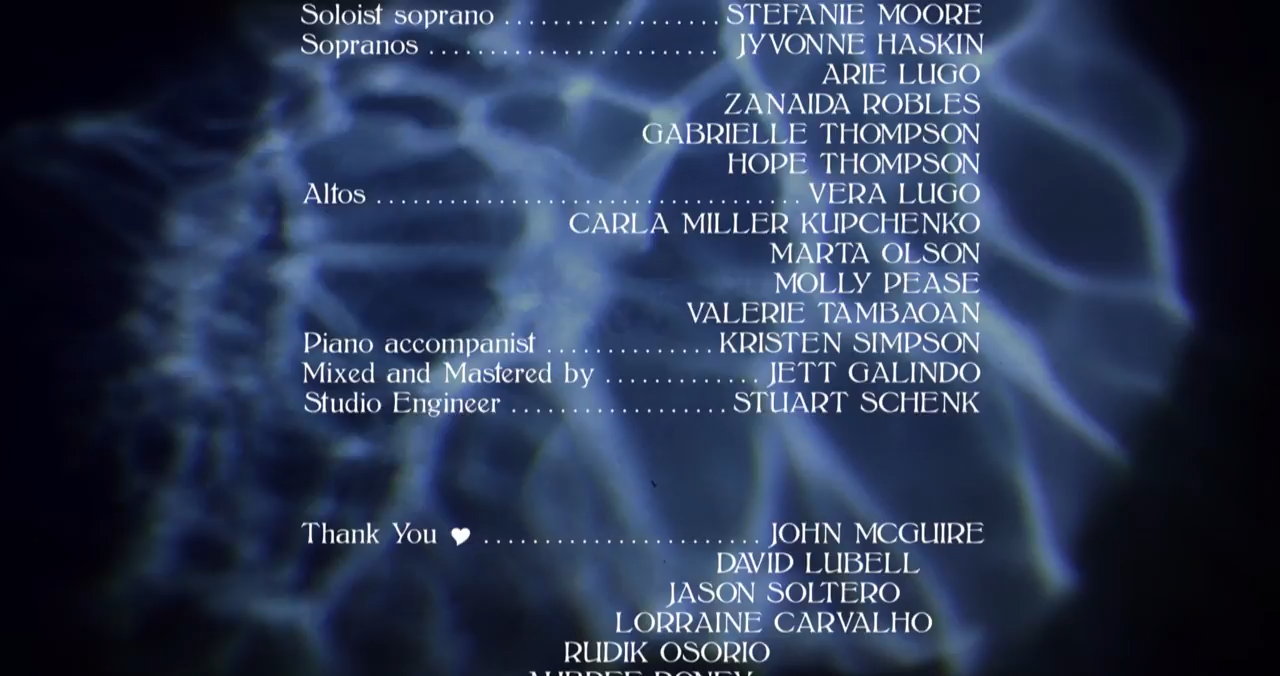 Soloist soprano ..................STEFANIE MOORE
Sopranos ........................ JYVONNE HASKIN
ARIE LUGO
ZANAIDA ROBLES
GABRIELLE THOMPSON
HOPE THOMPSON
Altos ...................................VERA LUGO
CARLA MILLER KUPCHENKO
MARTA OLSON
MOLLY PEASE
VALERIE TAMBAOAN
Piano accompanist ..............KRISTEN SIMPSON
Mixed and Mastered by .............JETT GALINDO
Studio Engineer ..................STUART SCHENK
Thank You ♥ .......................JOHN MCGUIRE
DAVID LUBELL
JASON SOLTERO
LORRAINE CARVALHO
RUDIK OSORIO